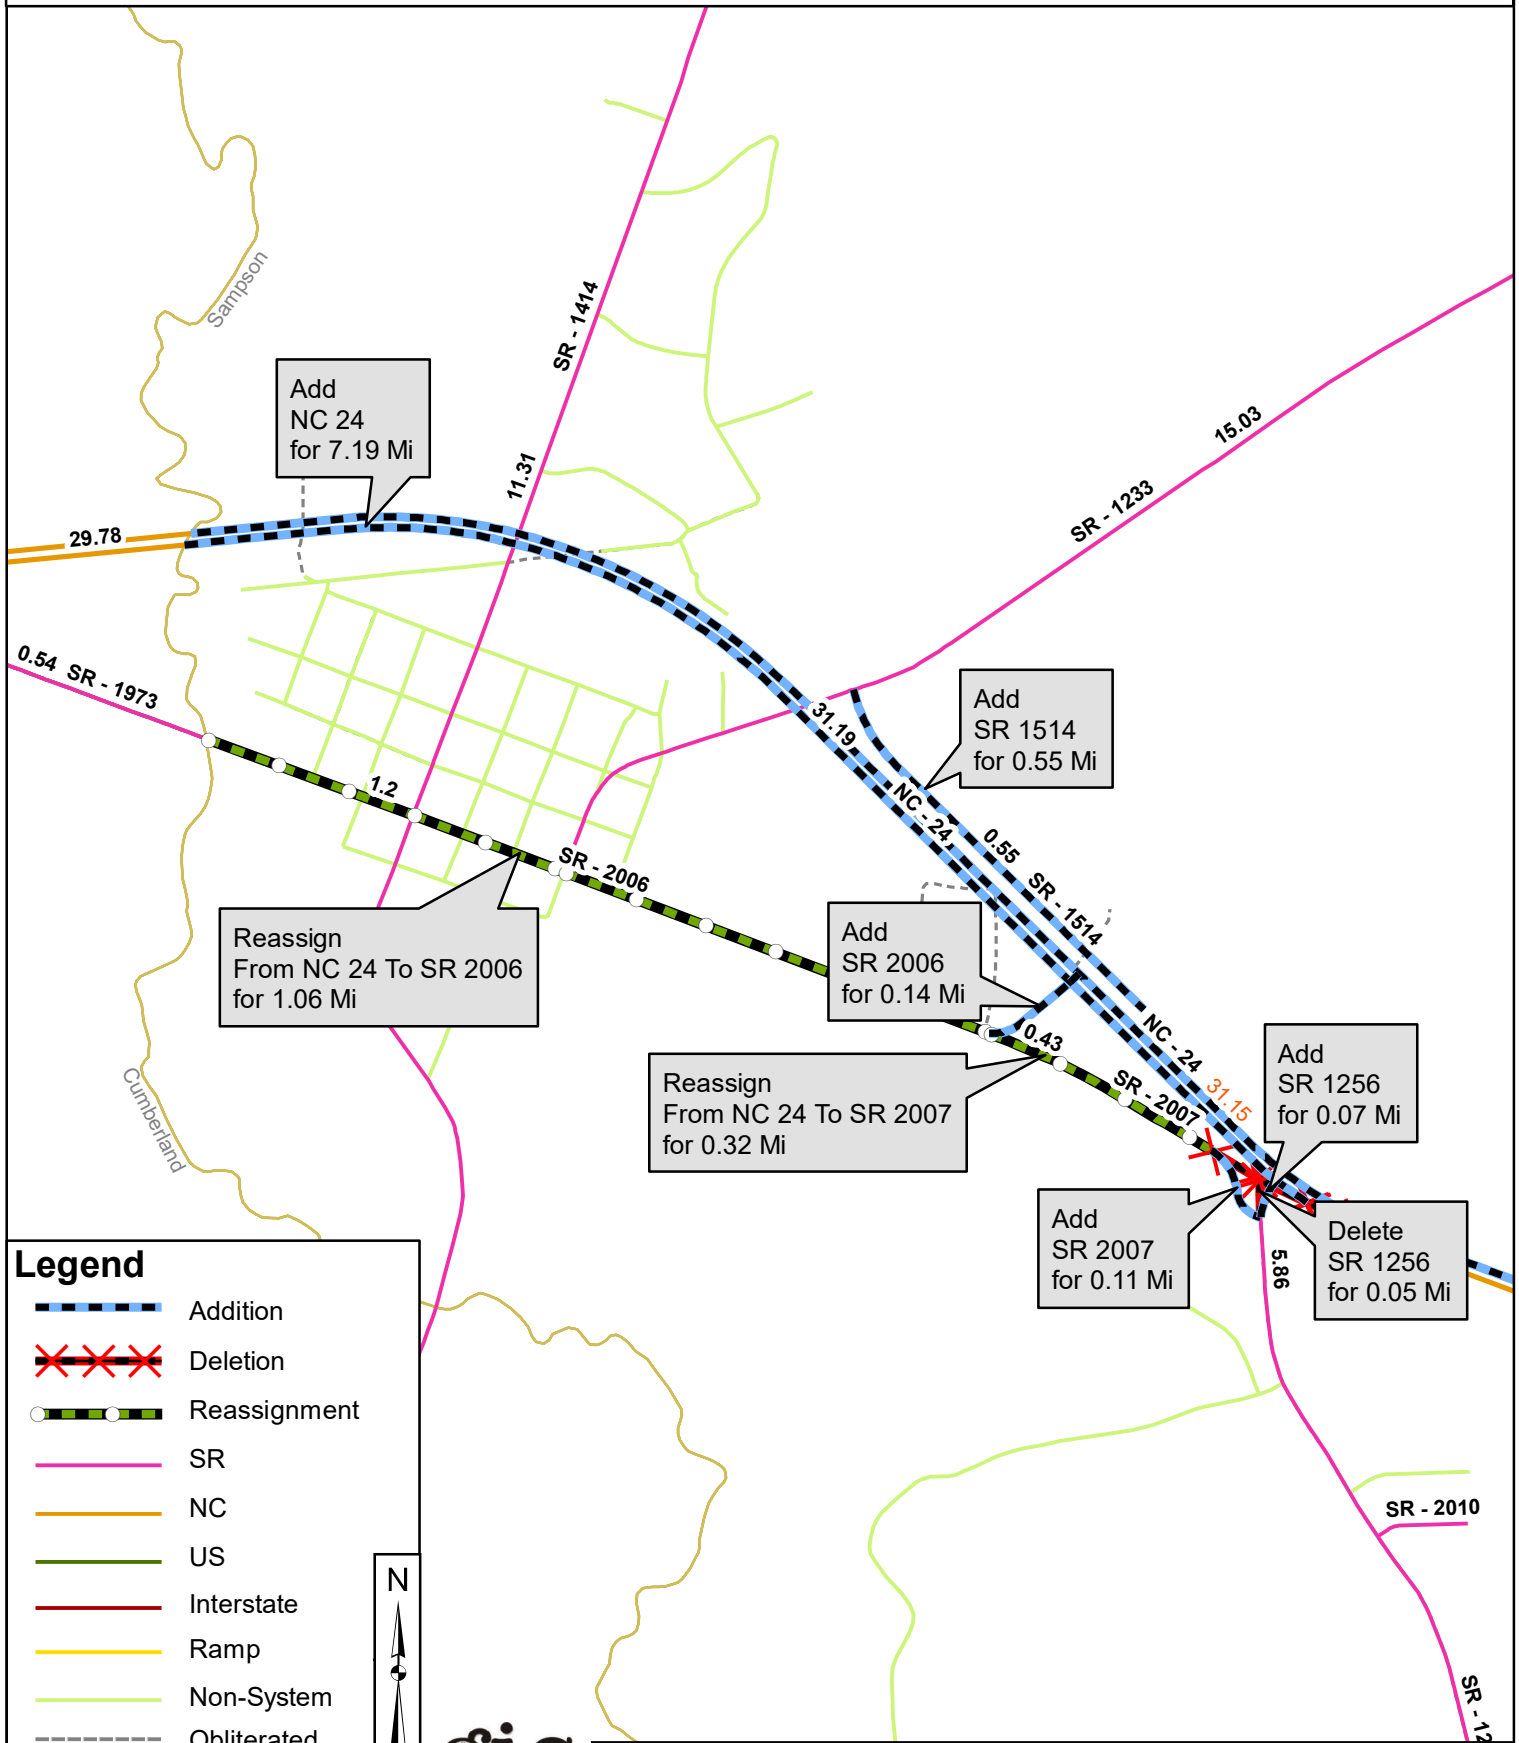 Sampson
SR - 1414
Add
NC 24
for 7.19 Mi
11.31
15.03
SR - 1233
29.78
0.54 SR - 1973
31.19
Add
SR 1514
for 0.55 Mi
1.2
NC - 24
0.55 SR - 1514
SR - 2006
Reassign
From NC 24 To SR 2006
for 1.06 Mi
Add
SR 2006
for 0.14 Mi
0.43
NC - 24
Reassign
From NC 24 To SR 2007
for 0.32 Mi
SR - 2007
31.15
Add
SR 1256
for 0.07 Mi
Cumberland
Add
SR 2007
for 0.11 Mi
5.86
Delete
SR 1256
for 0.05 Mi
Legend
Addition
Deletion
Reassignment
SR
NC
US
Interstate
Ramp
Non-System
Obliterated
N
SR - 2010
SR - 12